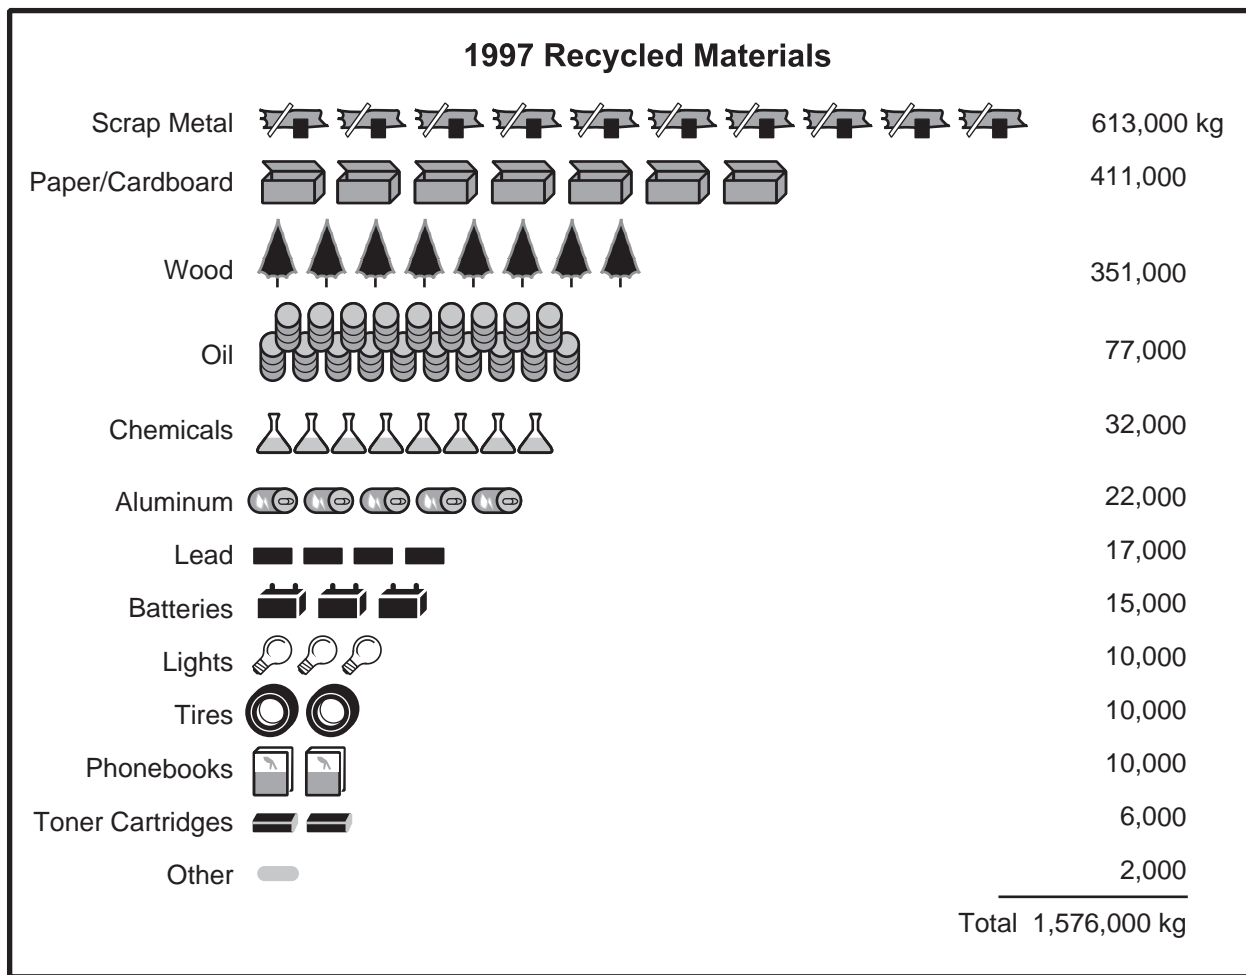 1997 Recycled Materials
Scrap Metal 613,000 kg
Paper/Cardboard 411,000
Wood 351,000
Oil 77,000
Chemicals 32,000
Aluminum 22,000
Lead 17,000
Batteries 15,000
Lights 10,000
Tires 10,000
Phonebooks 10,000
Toner Cartridges 6,000
Other 2,000
Total 1,576,000 kg